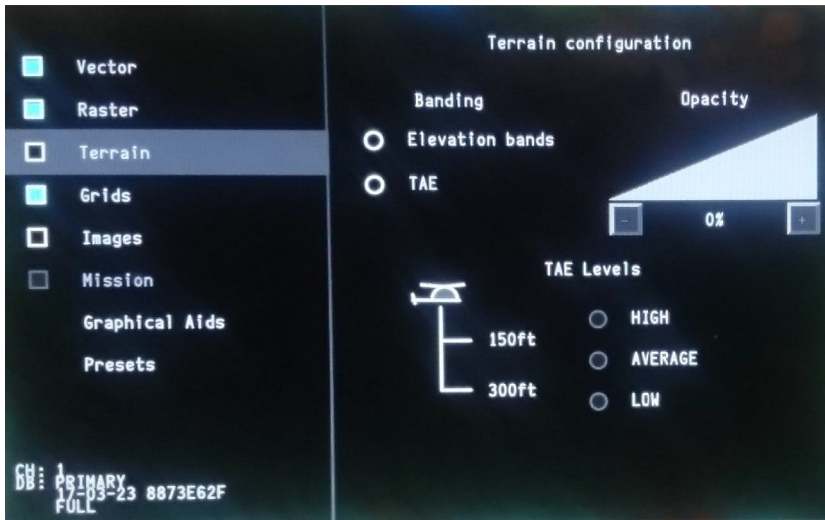 Vector
Raster
Terrain
Grids
Images
Mission
Graphical Aids
Presets
CH: 1
DB: PRIMARY
17-03-23 8873E62F
FULL
Terrain configuration
Banding
Opacity
Elevation bands
TAE
-
0%
+
TAE Levels
150ft
300ft
HIGH
AVERAGE
LOW